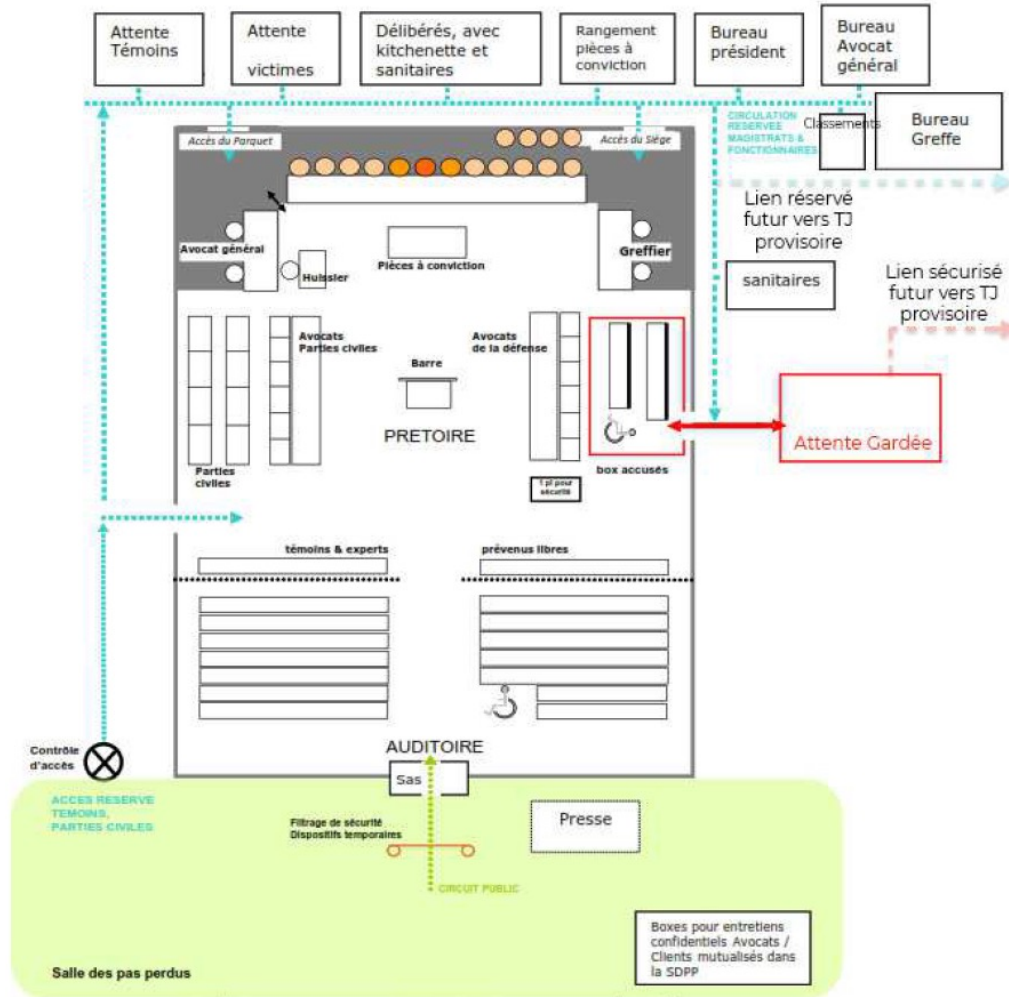 Attente
Témoins
Attente
victimes
Délibérés, avec
kitchenette et
sanitaires
Rangement
pièces à
conviction
Bureau
président
Bureau
Avocat
général
CIRCULATION
RESERVEE
MAGISTRATS &
FONCTIONNAIRES
Classements
Bureau
Greffe
Accès du Parquet
Accès du Siège
Lien réservé
futur vers TJ
provisoire
Avocat général
Huissier
Pièces à conviction
Greffier
sanitaires
Lien sécurisé
futur vers TJ
provisoire
Avocats
Parties civiles
Barre
Avocats
de la défense
PRETOIRE
Attente Gardée
Parties
civiles
box accusés
1 pl pour
sécurité
témoins & experts
prévenus libres
AUDITOIRE
Contrôle
d'accès
Sas
ACCES RESERVE
TEMOINS,
PARTIES CIVILES
Filtrage de sécurité
Dispositifs temporaires
Presse
CIRCUIT PUBLIC
Boxes pour entretiens
confidentiels Avocats /
Clients mutualisés dans
la SDPP
Salle des pas perdus